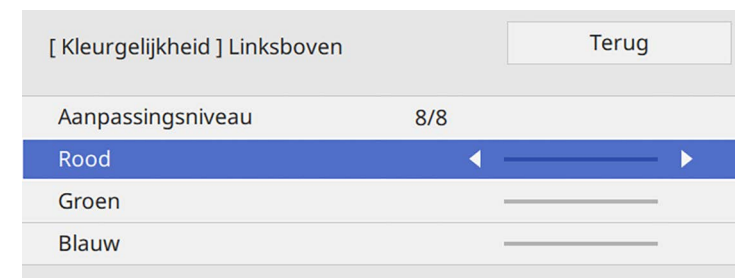 [ Kleurgelijkheid ] Linksboven
Terug
Aanpassingsniveau 8/8
Rood
Groen
Blauw